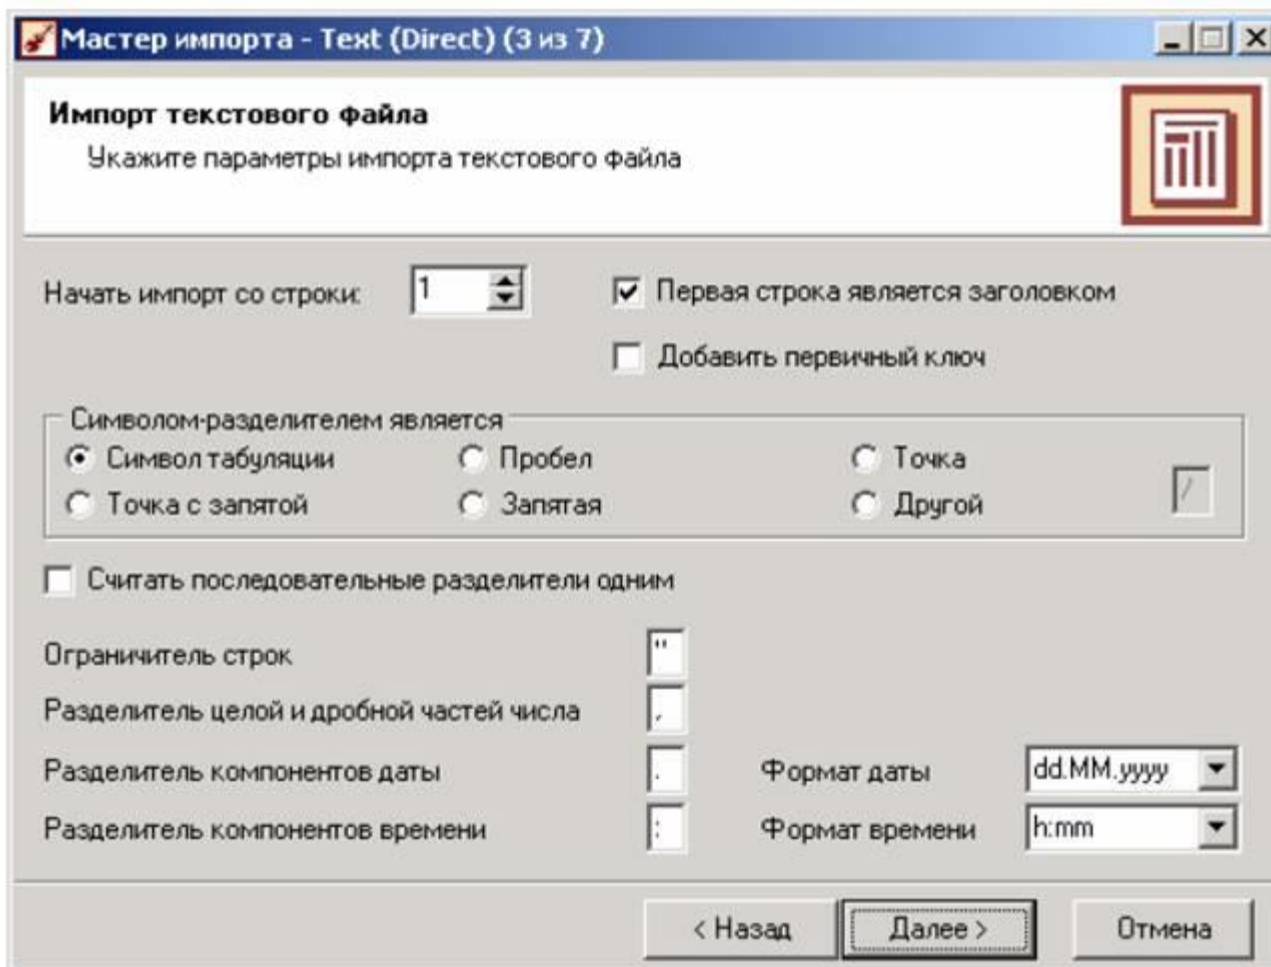 Мастер импорта - Text (Direct) (3 из 7)
Импорт текстового файла
Укажите параметры импорта текстового файла
Начать импорт со строки: 1 Первая строка является заголовком
Добавить первичный ключ
Символом-разделителем является
Символ табуляции Пробел Точка
Точка с запятой Запятая Другой /
Считать последовательные разделители одним
Ограничитель строк "
Разделитель целой и дробной частей числа ,
Разделитель компонентов даты . Формат даты dd.MM.yyyy
Разделитель компонентов времени : Формат времени h:mm
< Назад Далее > Отмена